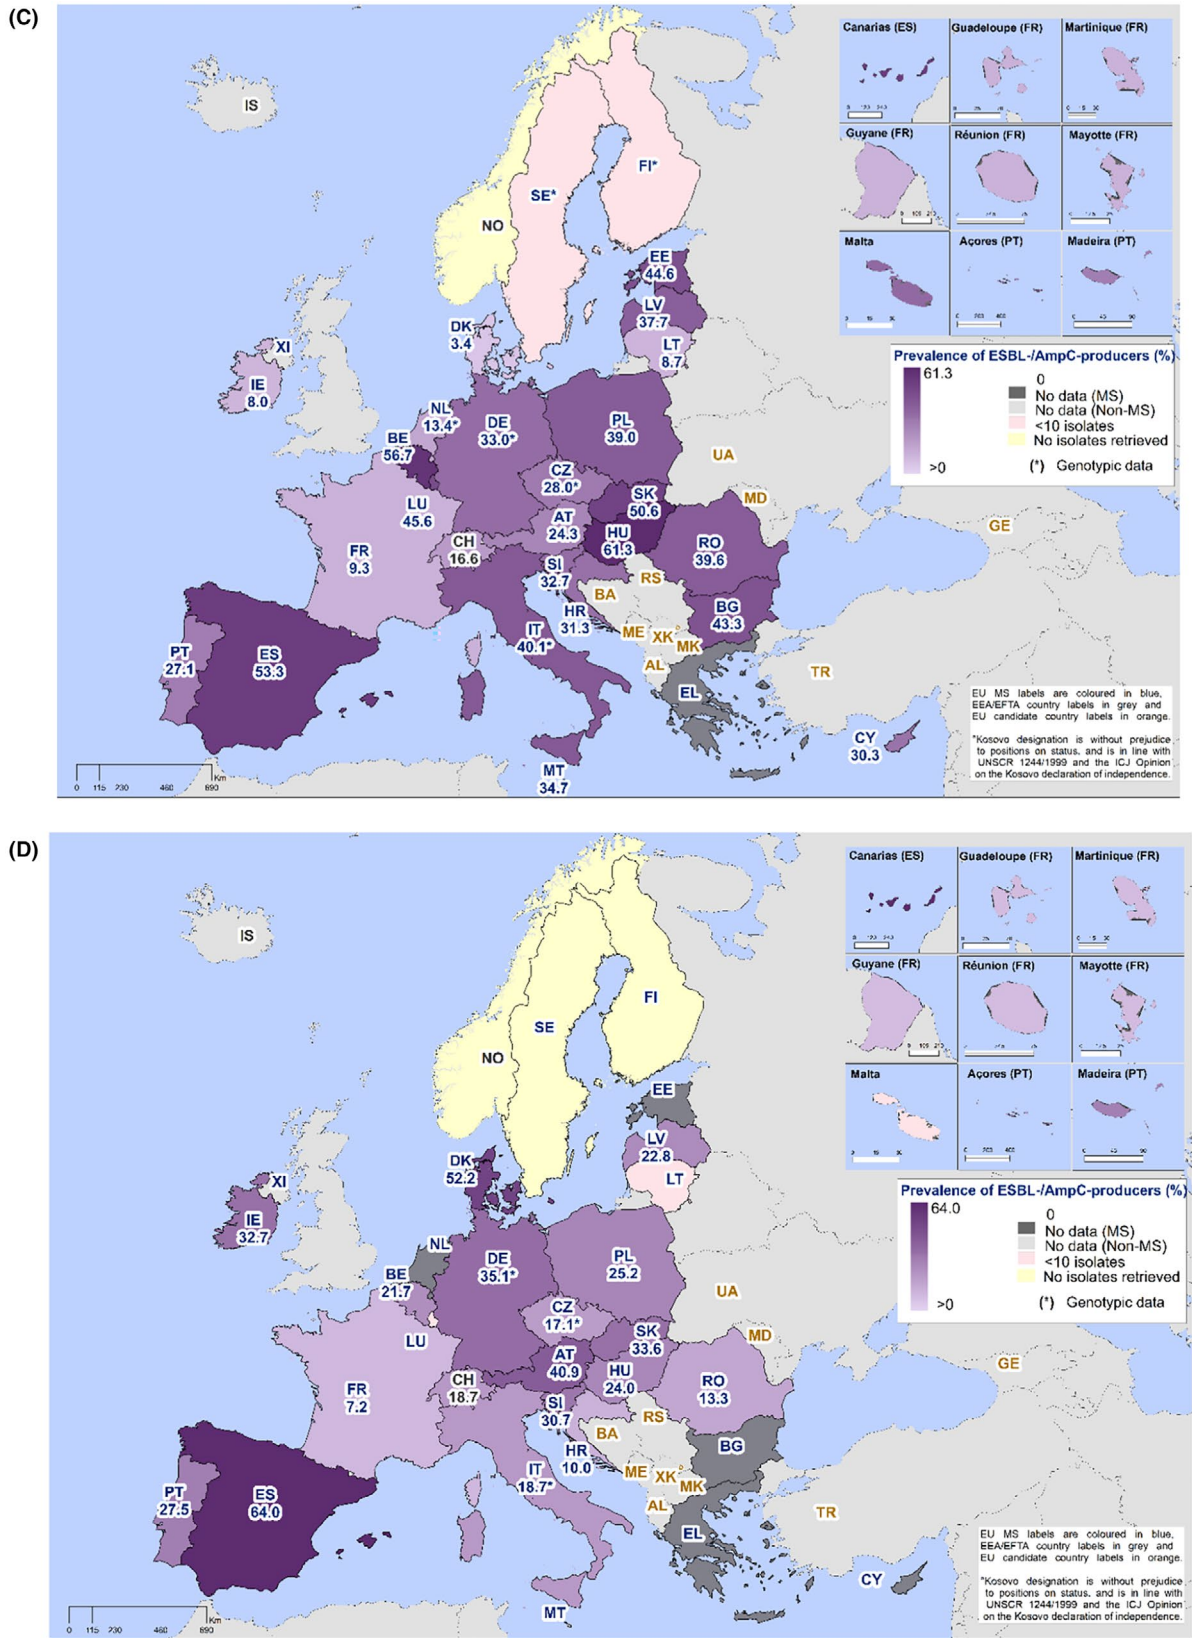 (C)
Canarias (ES)
Guadeloupe (FR)
Martinique (FR)
Guyane (FR)
Réunion (FR)
Mayotte (FR)
Malta
Açores (PT)
Madeira (PT)
IS
NO
SE*
FI*
EE
44.6
LV
37.7
LT
8.7
DK
3.4
XI
IE
8.0
NL
13.4*
DE
33.0*
PL
39.0
BE
56.7
CZ
28.0*
LU
45.6
SK
50.6
AT
24.3
HU
61.3
CH
16.6
FR
9.3
RO
39.6
SI
32.7
HR
31.3
BA
RS
BG
43.3
ME
XK
MK
AL
IT
40.1*
PT
27.1
ES
53.3
EL
MT
34.7
CY
30.3
UA
MD
GE
TR
Prevalence of ESBL-/AmpC-producers (%)
61.3
>0
0
No data (MS)
No data (Non-MS)
<10 isolates
No isolates retrieved
(*) Genotypic data
EU MS labels are coloured in blue,
EEA/EFTA country labels in grey and
EU candidate country labels in orange.
*Kosovo designation is without prejudice
to positions on status, and is in line with
UNSCR 1244/1999 and the ICJ Opinion
on the Kosovo declaration of independence.
Km
0 115 230 460 690
(D)
Canarias (ES)
Guadeloupe (FR)
Martinique (FR)
Guyane (FR)
Réunion (FR)
Mayotte (FR)
Malta
Açores (PT)
Madeira (PT)
IS
NO
SE
FI
EE
LV
22.8
LT
DK
52.2
XI
IE
32.7
NL
DE
35.1*
PL
25.2
BE
21.7
CZ
17.1*
LU
SK
33.6
AT
40.9
HU
24.0
CH
18.7
FR
7.2
RO
13.3
SI
30.7
HR
10.0
BA
RS
BG
ME
XK
MK
AL
IT
18.7*
PT
27.5
ES
64.0
EL
MT
CY
UA
MD
GE
TR
Prevalence of ESBL-/AmpC-producers (%)
64.0
>0
0
No data (MS)
No data (Non-MS)
<10 isolates
No isolates retrieved
(*) Genotypic data
EU MS labels are coloured in blue,
EEA/EFTA country labels in grey and
EU candidate country labels in orange.
*Kosovo designation is without prejudice
to positions on status, and is in line with
UNSCR 1244/1999 and the ICJ Opinion
on the Kosovo declaration of independence.
Km
0 115 230 460 690